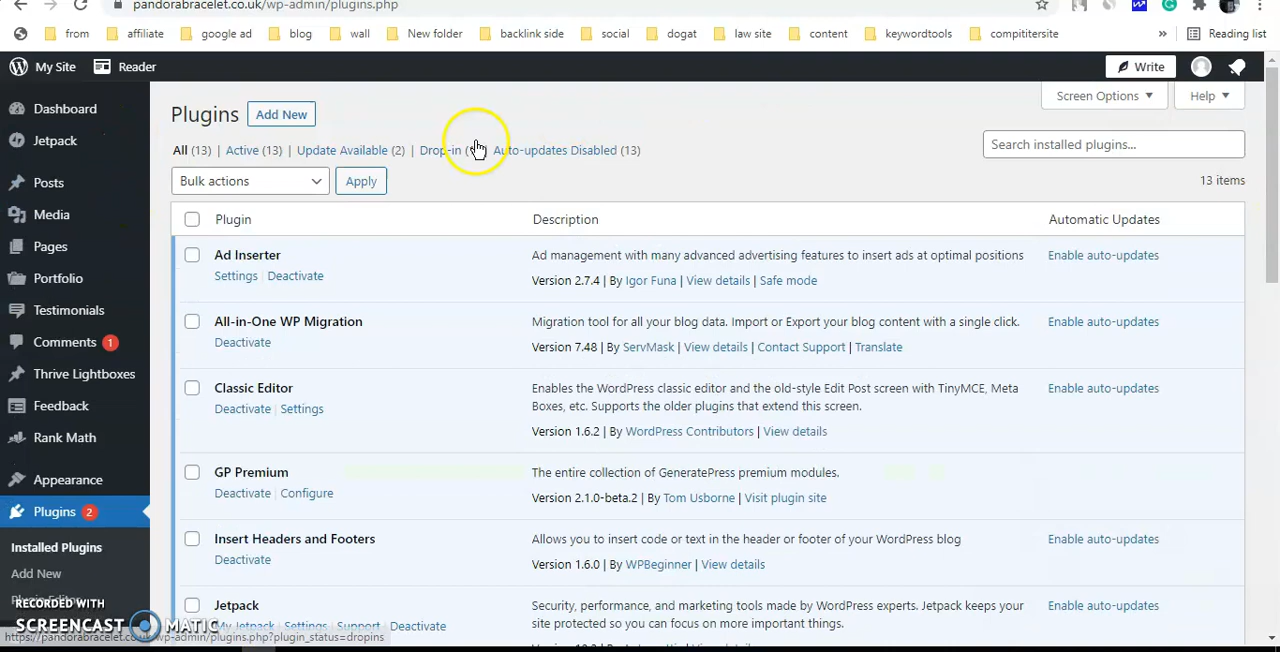 pandorabracelet.co.uk/wp-admin/plugins.php
from affiliate google ad blog wall New folder backlink side social dogat law site content keywordtools compititersite » Reading list
My Site Reader Write
Dashboard
Jetpack
Posts
Media
Pages
Portfolio
Testimonials
Comments 1
Thrive Lightboxes
Feedback
Rank Math
Appearance
Plugins 2
Installed Plugins
Add New
RECORDED WITH
SCREENCAST MATIC
https://pandorabracelet.co.uk/wp-admin/plugins.php?plugin_status=dropins
Screen Options Help
Plugins Add New
All (13) | Active (13) | Update Available (2) | Drop-in Auto-updates Disabled (13)
Search installed plugins...
Bulk actions Apply 13 items
Plugin Description Automatic Updates
Ad Inserter Ad management with many advanced advertising features to insert ads at optimal positions Enable auto-updates
Settings | Deactivate Version 2.7.4 | By Igor Funa | View details | Safe mode
All-in-One WP Migration Migration tool for all your blog data. Import or Export your blog content with a single click. Enable auto-updates
Deactivate Version 7.48 | By ServMask | View details | Contact Support | Translate
Classic Editor Enables the WordPress classic editor and the old-style Edit Post screen with TinyMCE, Meta Enable auto-updates
Deactivate | Settings Boxes, etc. Supports the older plugins that extend this screen.
Version 1.6.2 | By WordPress Contributors | View details
GP Premium The entire collection of GeneratePress premium modules. Enable auto-updates
Deactivate | Configure Version 2.1.0-beta.2 | By Tom Usborne | Visit plugin site
Insert Headers and Footers Allows you to insert code or text in the header or footer of your WordPress blog Enable auto-updates
Deactivate Version 1.6.0 | By WPBeginner | View details
Jetpack Security, performance, and marketing tools made by WordPress experts. Jetpack keeps your Enable auto-updates
My Jetpack | Settings | Support | Deactivate site protected so you can focus on more important things.